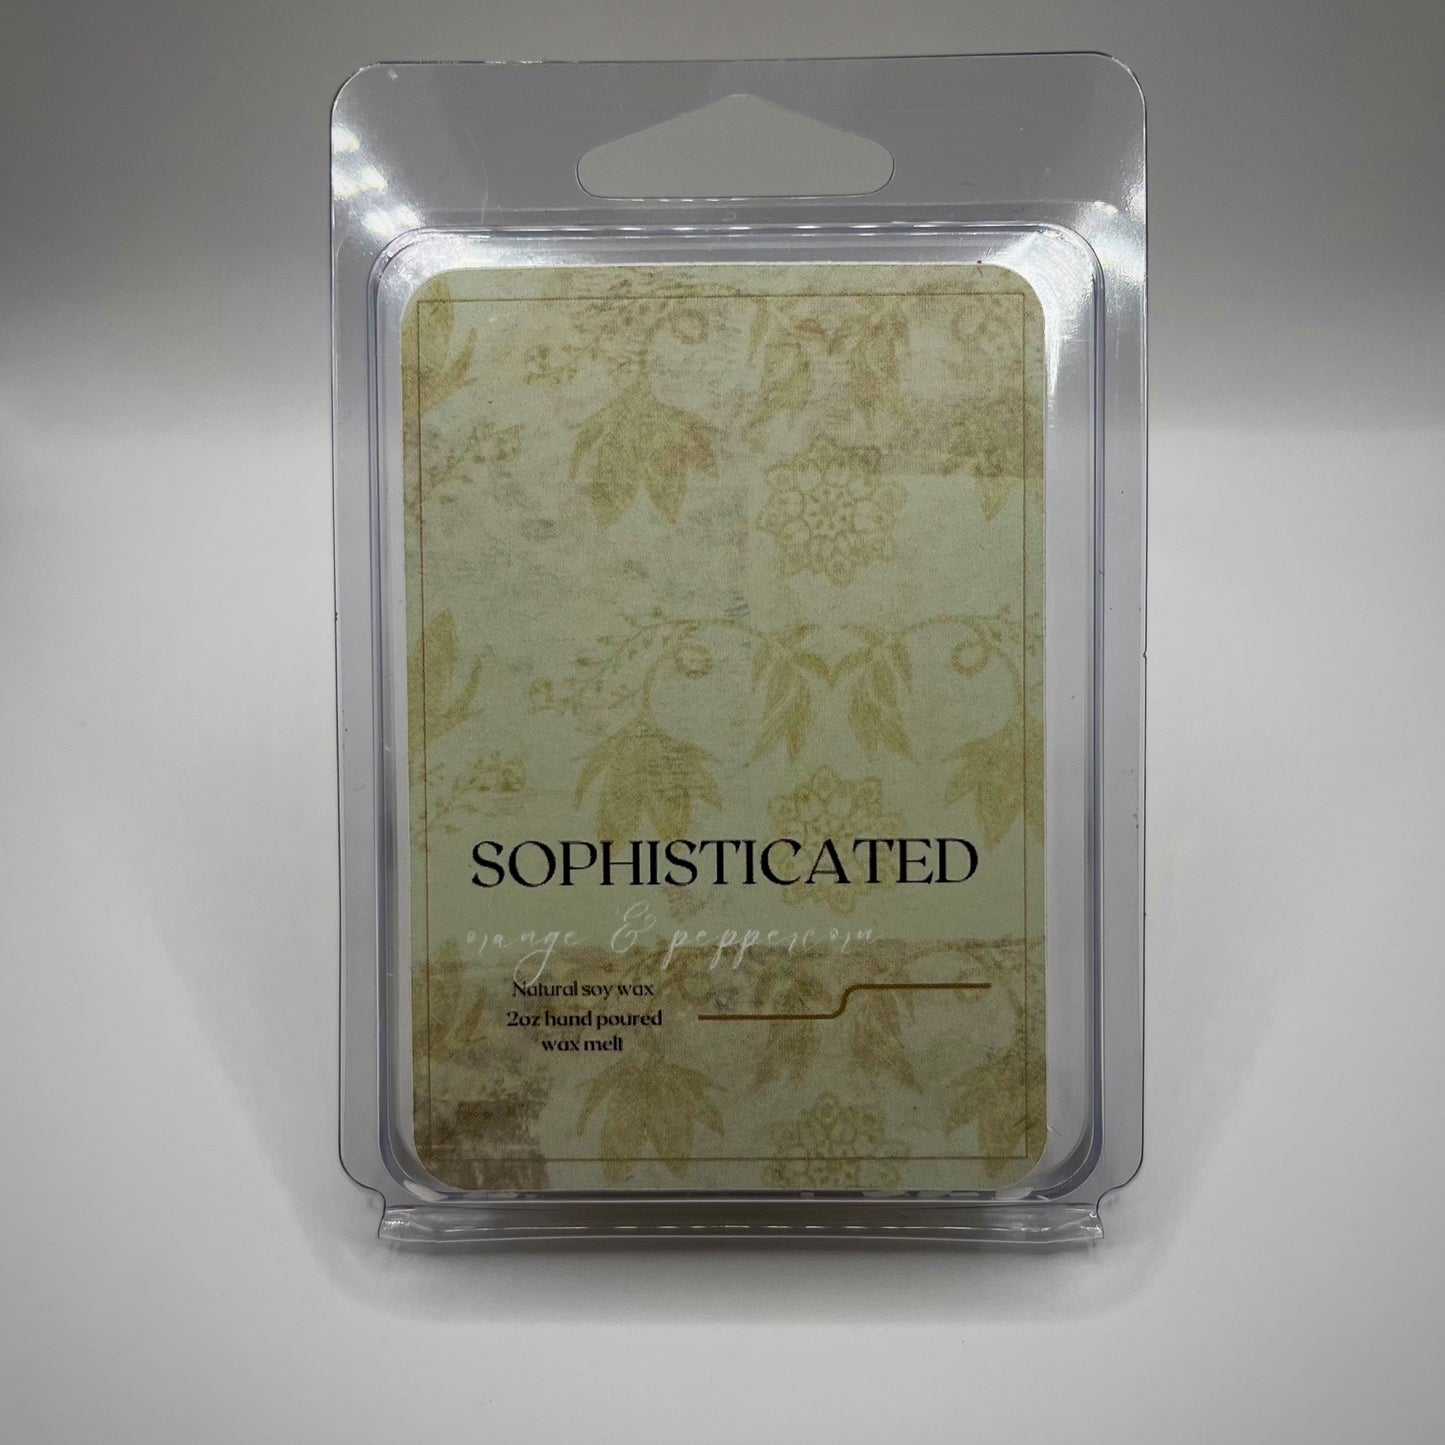 SOPHISTICATED
orange & peppercorn
Natural soy wax
2oz hand poured
wax melt